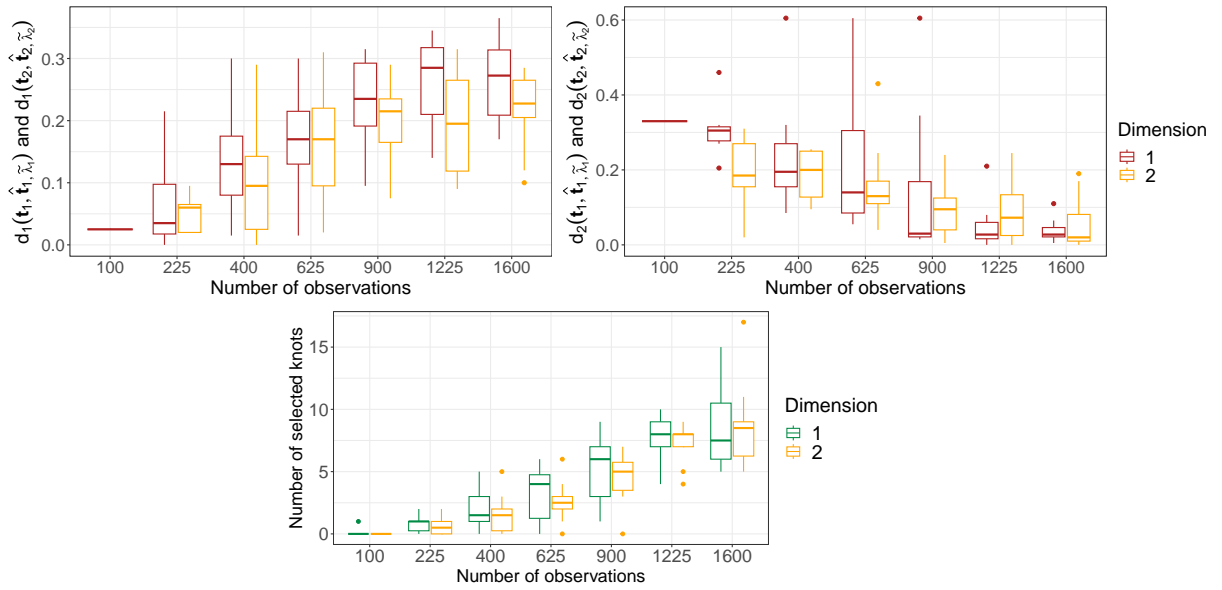 d₁(t₁, t̂₁,λ̃₁) and d₁(t₂, t̂₂,λ̃₂)
0.3
0.2
0.1
0.0
100 225 400 625 900 1225 1600
Number of observations
d₂(t₁, t̂₁,λ̃₁) and d₂(t₂, t̂₂,λ̃₂)
0.6
0.4
0.2
0.0
100 225 400 625 900 1225 1600
Number of observations
Dimension
1
2
Number of selected knots
15
10
5
0
100 225 400 625 900 1225 1600
Number of observations
Dimension
1
2